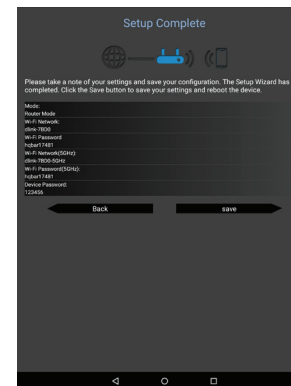 Setup Complete
Please take a note of your settings and save your configuration. The Setup Wizard has
completed. Click the Save button to save your settings and reboot the device.
Mode:
Router Mode
Wi-Fi Network:
dlink-7BD0
Wi-Fi Password
hqbar17481
Wi-Fi Network(5GHz):
dlink-7BD0-5GHz
Wi-Fi Password(5GHz):
hqbar17481
Device Password:
123456
Back save